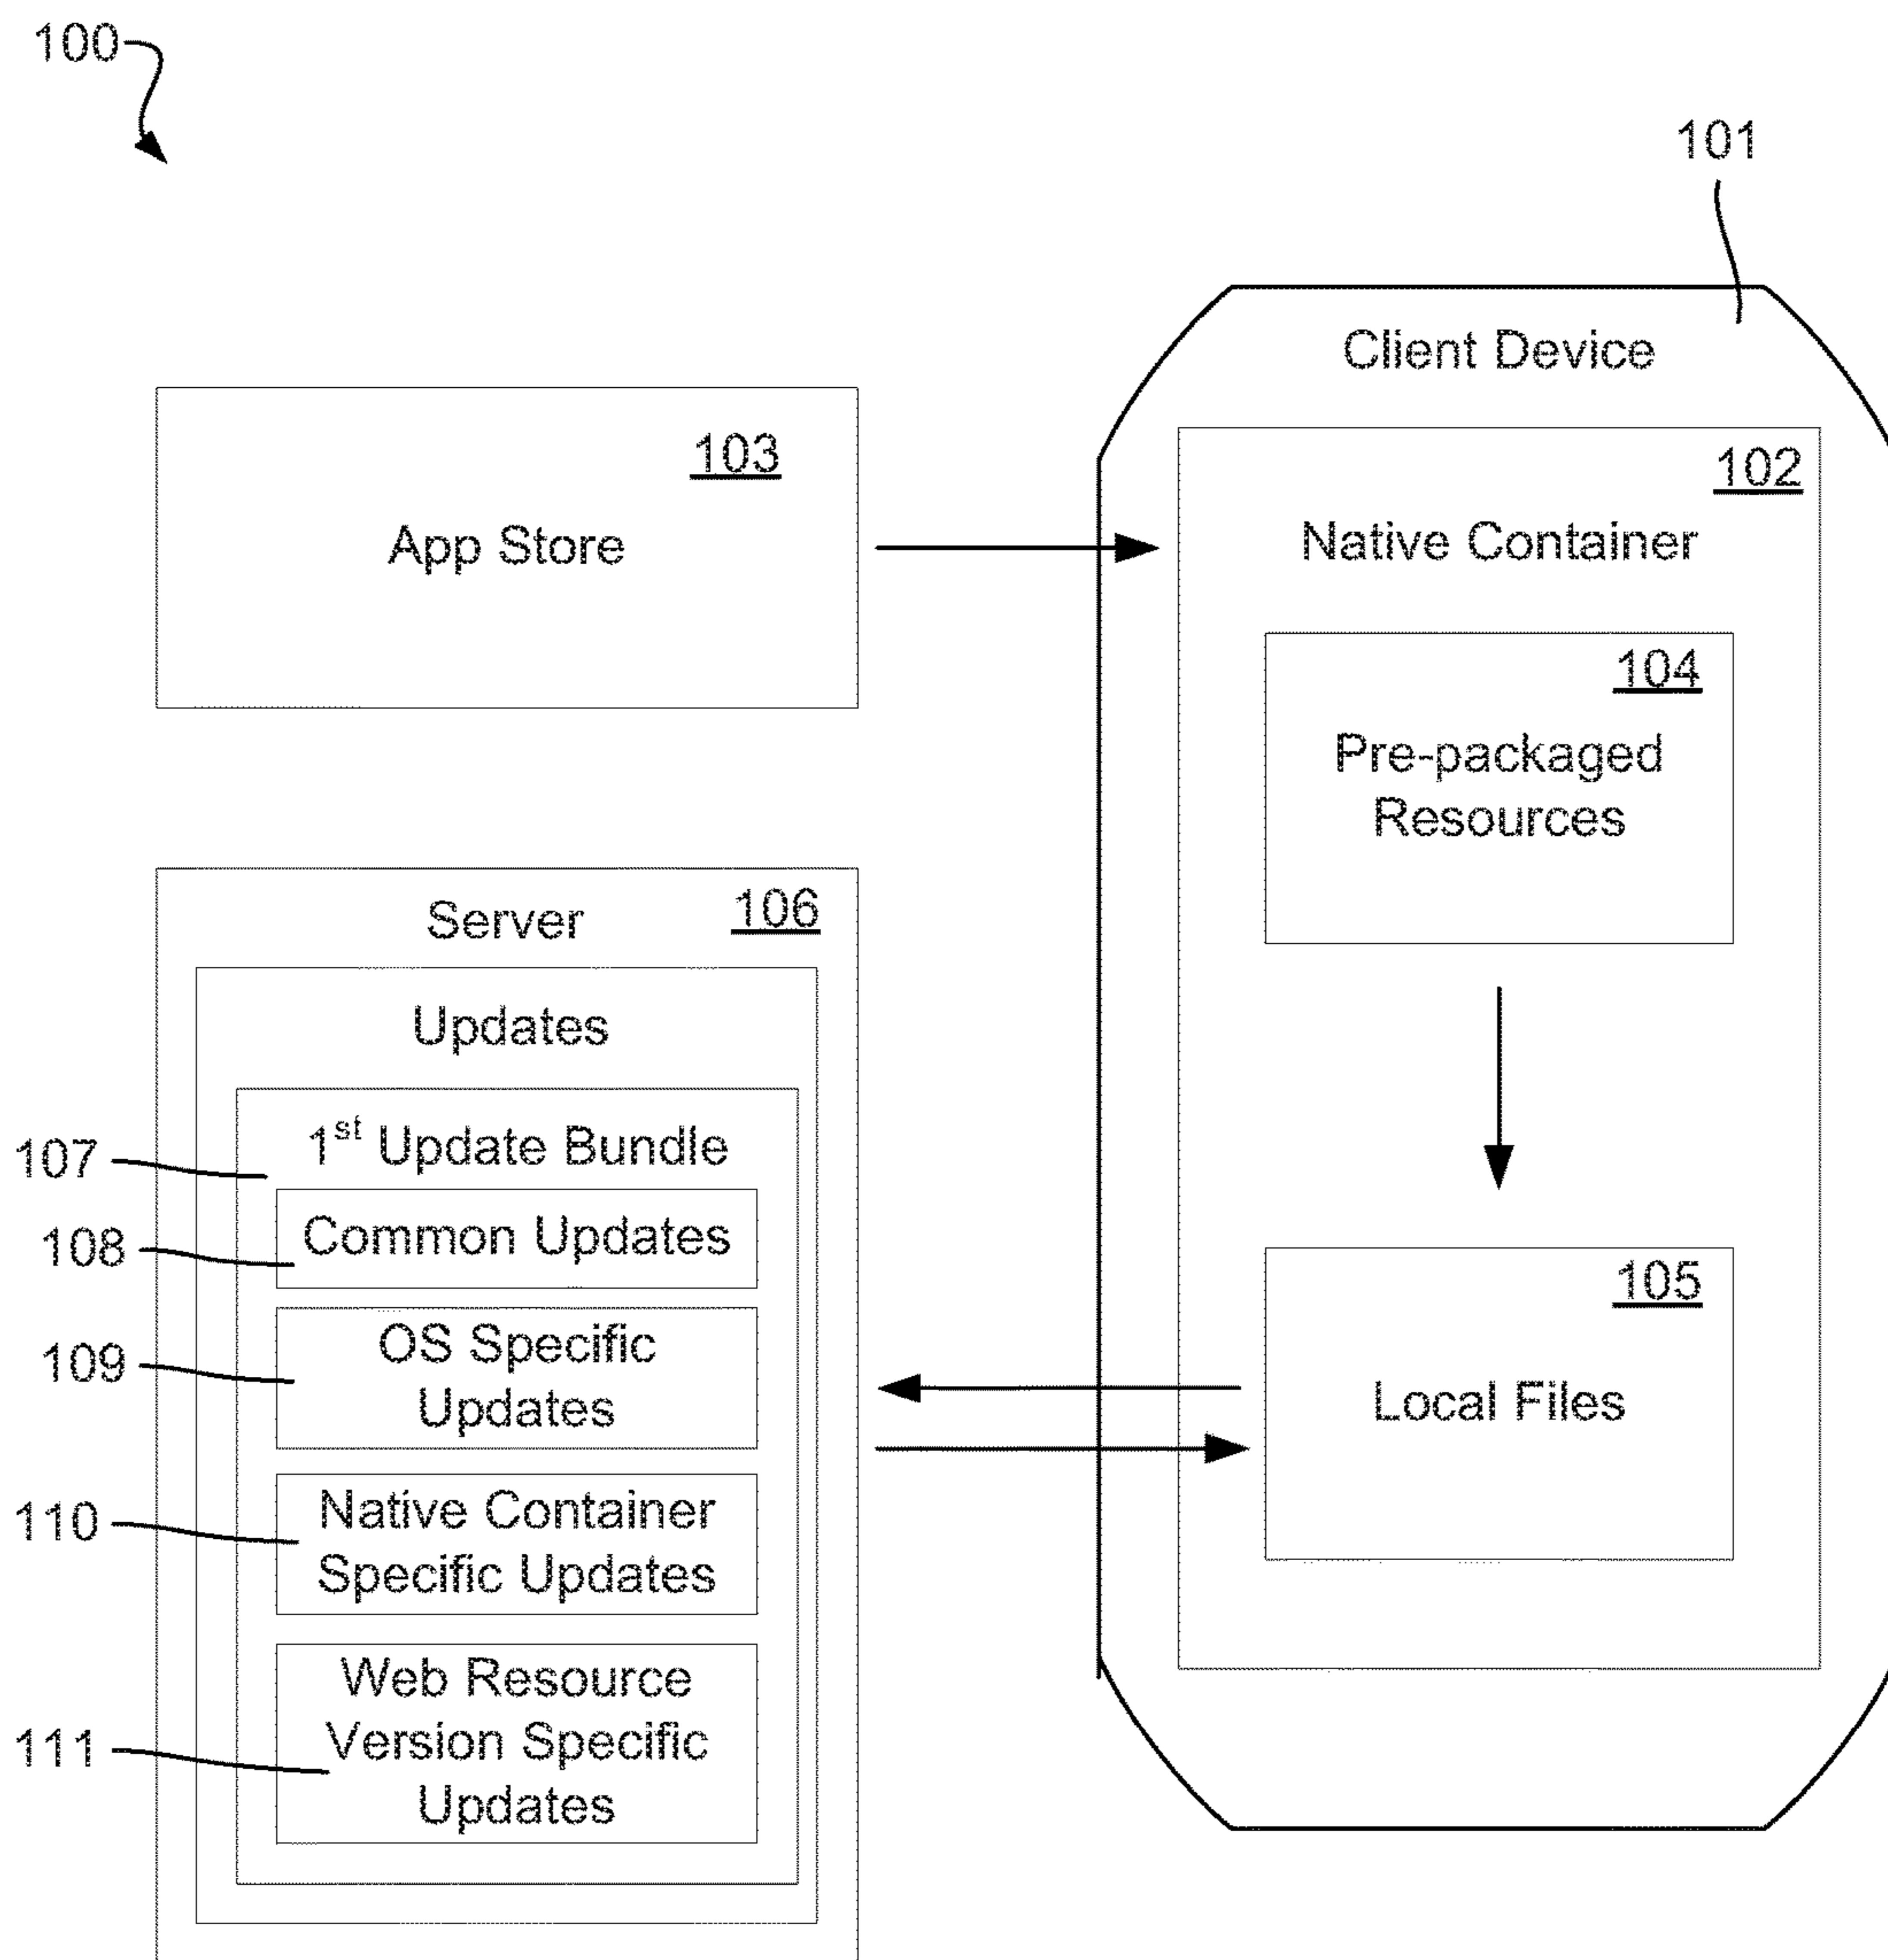 100
101
Client Device
103
App Store
102
Native Container
104
Pre-packaged
Resources
Server
106
Updates
107
1st Update Bundle
108
Common Updates
109
OS Specific
Updates
110
Native Container
Specific Updates
111
Web Resource
Version Specific
Updates
105
Local Files